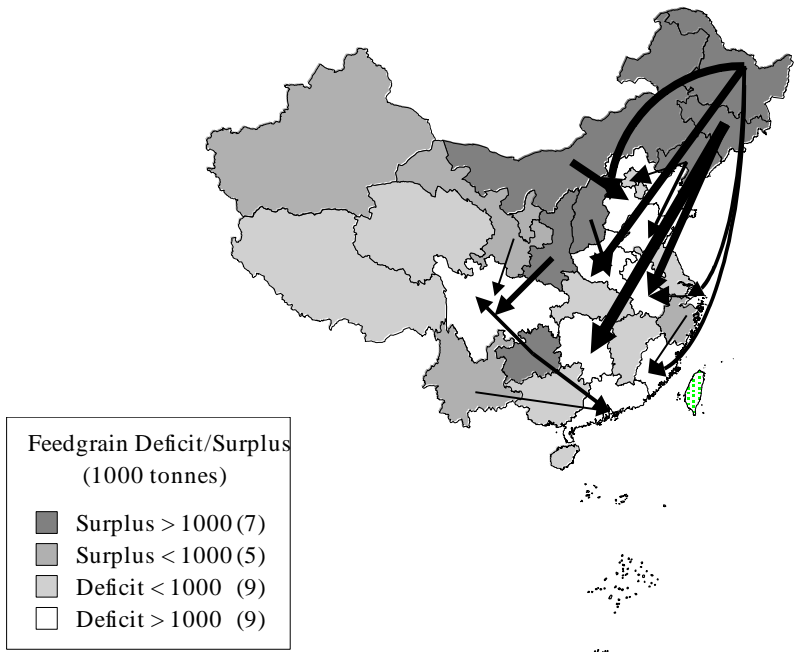 Feedgrain Deficit/Surplus
(1000 tonnes)
Surplus > 1000 (7)
Surplus < 1000 (5)
Deficit < 1000 (9)
Deficit > 1000 (9)